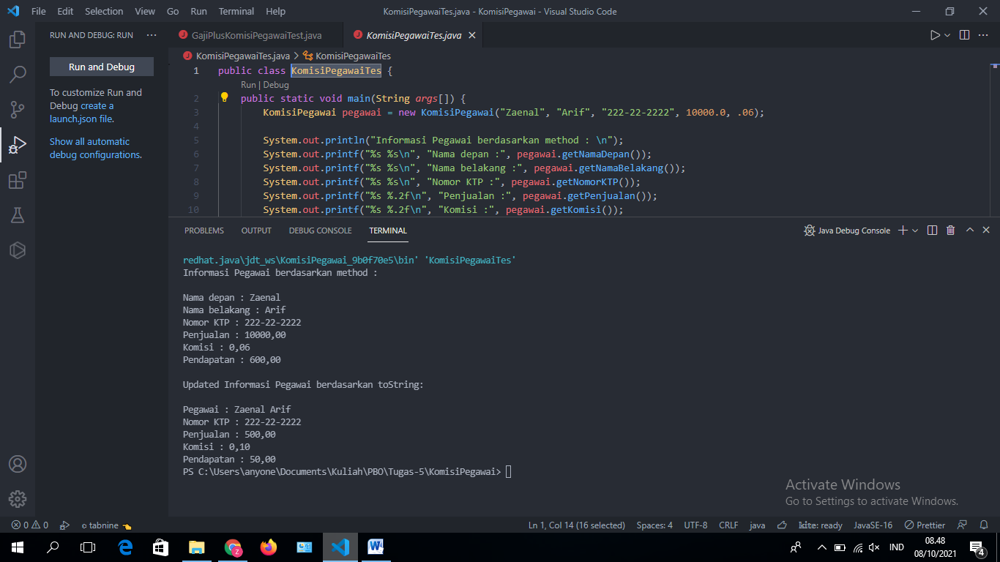 File Edit Selection View Go Run Terminal Help
KomisiPegawaiTes.java - KomisiPegawai - Visual Studio Code
RUN AND DEBUG: RUN ...
Run and Debug
To customize Run and
Debug create a
launch.json file.
Show all automatic
debug configurations.
GajiPlusKomisiPegawaiTest.java
KomisiPegawaiTes.java
KomisiPegawaiTes.java > KomisiPegawaiTes
1 public class KomisiPegawaiTes {
Run | Debug
2 public static void main(String args[]) {
3 KomisiPegawai pegawai = new KomisiPegawai("Zaenal", "Arif", "222-22-2222", 10000.0, .06);
4
5 System.out.println("Informasi Pegawai berdasarkan method : \n");
6 System.out.printf("%s %s\n", "Nama depan :", pegawai.getNamaDepan());
7 System.out.printf("%s %s\n", "Nama belakang :", pegawai.getNamaBelakang());
8 System.out.printf("%s %s\n", "Nomor KTP :", pegawai.getNomorKTP());
9 System.out.printf("%s %.2f\n", "Penjualan :", pegawai.getPenjualan());
10 System.out.printf("%s %.2f\n", "Komisi :", pegawai.getKomisi());
PROBLEMS OUTPUT DEBUG CONSOLE TERMINAL
Java Debug Console
redhat.java\jdt_ws\KomisiPegawai_9b0f70e5\bin' 'KomisiPegawaiTes'
Informasi Pegawai berdasarkan method :
Nama depan : Zaenal
Nama belakang : Arif
Nomor KTP : 222-22-2222
Penjualan : 10000,00
Komisi : 0,06
Pendapatan : 600,00
Updated Informasi Pegawai berdasarkan toString:
Pegawai : Zaenal Arif
Nomor KTP : 222-22-2222
Penjualan : 500,00
Komisi : 0,10
Pendapatan : 50,00
PS C:\Users\anyone\Documents\Kuliah\PBO\Tugas-5\KomisiPegawai>
Activate Windows
Go to Settings to activate Windows.
0 0 tabnine
Ln 1, Col 14 (16 selected) Spaces: 4 UTF-8 CRLF java kite: ready JavaSE-16 Prettier
Z
W
IND
08.48
08/10/2021
4